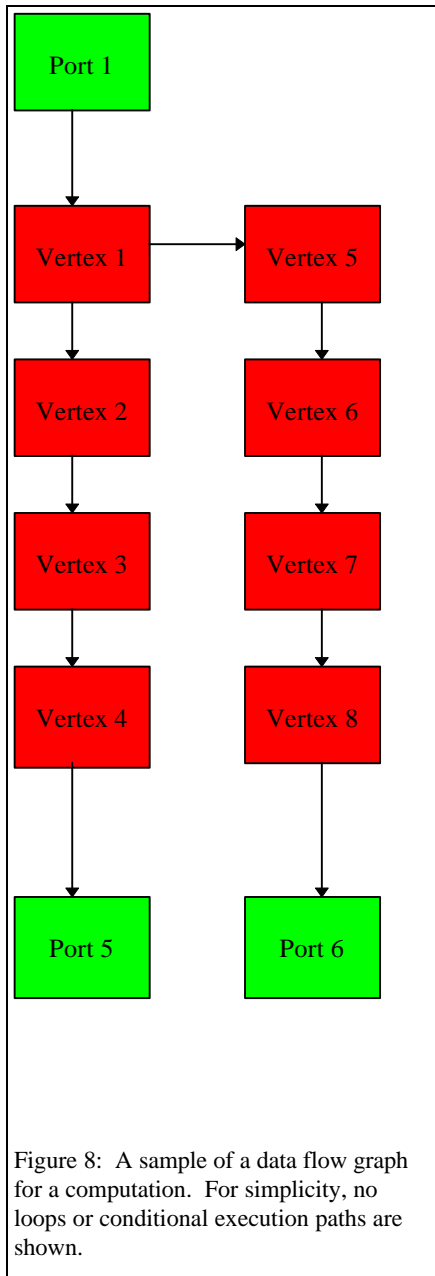 Port 1
Vertex 1
Vertex 5
Vertex 2
Vertex 6
Vertex 3
Vertex 7
Vertex 4
Vertex 8
Port 5
Port 6
Figure 8:  A sample of a data flow graph
for a computation.  For simplicity, no
loops or conditional execution paths are
shown.